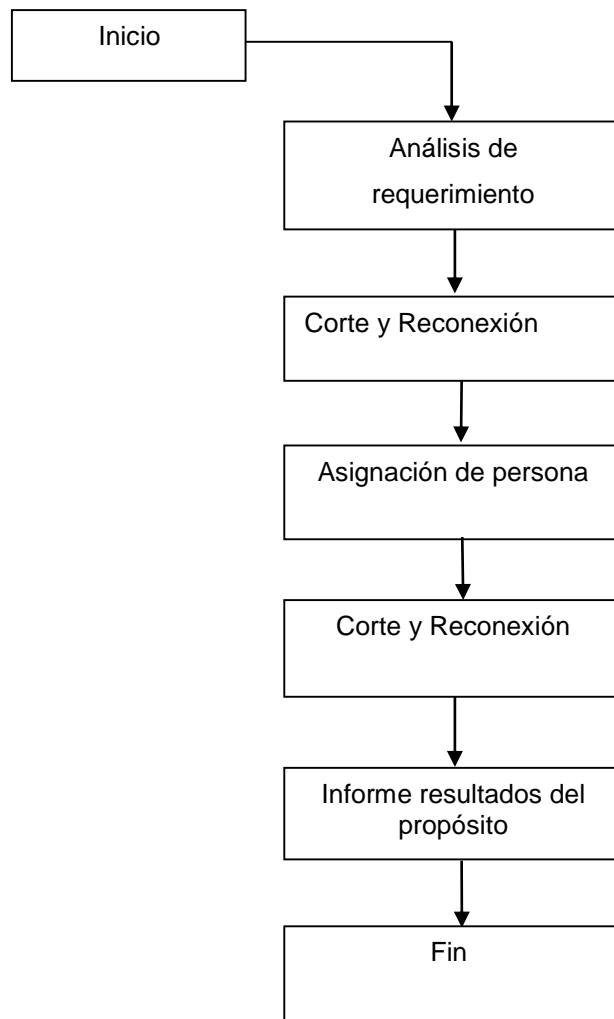 Inicio
Análisis de
requerimiento
Corte y Reconexión
Asignación de persona
Corte y Reconexión
Informe resultados del
propósito
Fin